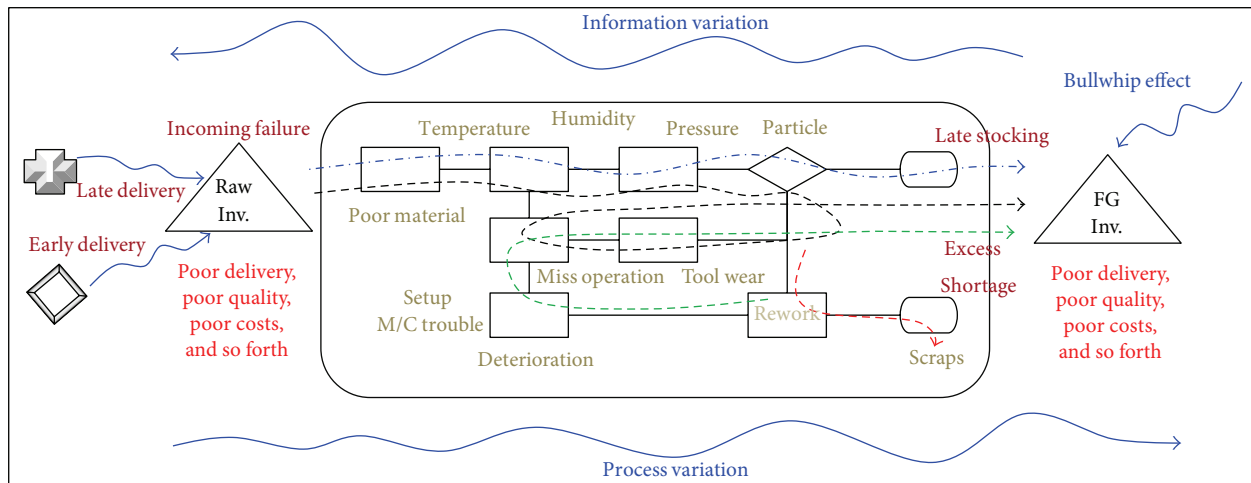 Information variation
Bullwhip effect
Incoming failure
Temperature
Humidity
Pressure
Particle
Late stocking
Late delivery
Raw
Inv.
FG
Inv.
Poor material
Early delivery
Excess
Miss operation
Tool wear
Poor delivery,
poor quality,
poor costs,
and so forth
Setup
M/C trouble
Rework
Shortage
Poor delivery,
poor quality,
poor costs,
and so forth
Deterioration
Scraps
Process variation